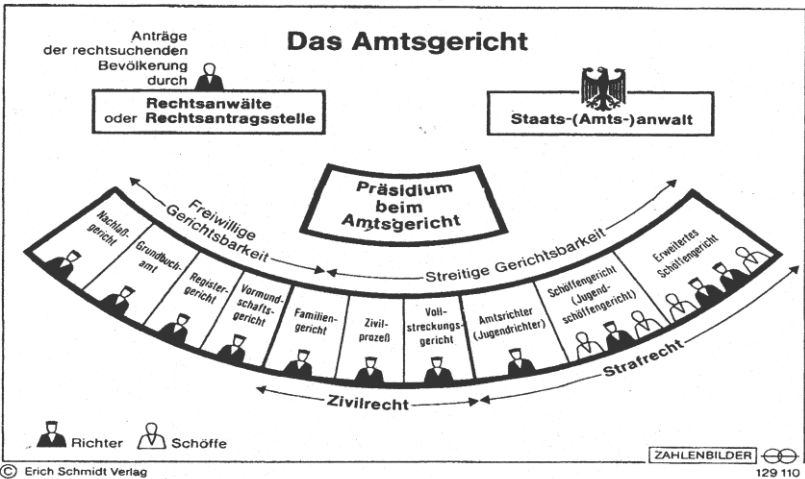 Das Amtsgericht
Anträge
der rechtsuchenden
Bevölkerung
durch
Rechtsanwälte
oder Rechtsantragsstelle
Staats-(Amts-)anwalt
Präsidium
beim
Amtsgericht
Freiwillige
Gerichtsbarkeit
Streitige Gerichtsbarkeit
Nachlaß-
gericht
Grundbuch-
amt
Register-
gericht
Vormund-
schafts-
gericht
Familien-
gericht
Zivil-
prozeß
Voll-
streckungs-
gericht
Amtsrichter
(Jugendrichter)
Schöffengericht
(Jugend-
schöffengericht)
Erweitertes
Schöffengericht
Zivilrecht
Strafrecht
Richter
Schöffe
ZAHLENBILDER
© Erich Schmidt Verlag
129 110